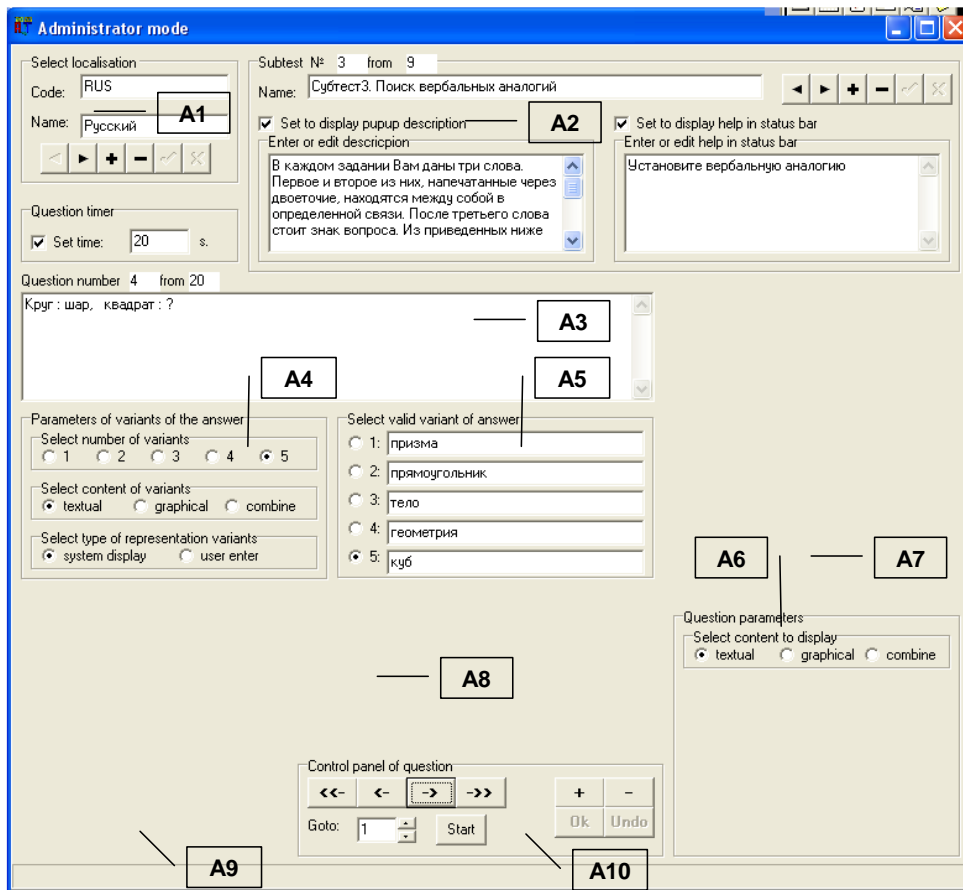 Administrator mode
Select localisation
Code: RUS
Name: Русский
A1
Subtest № 3 from 9
Name: Субтест3. Поиск вербальных аналогий
Set to display pupup description
A2
Set to display help in status bar
Enter or edit descricpion
В каждом задании Вам даны три слова.
Первое и второе из них, напечатанные через
двоеточие, находятся между собой в
определенной связи. После третьего слова
стоит знак вопроса. Из приведенных ниже
Enter or edit help in status bar
Установите вербальную аналогию
Question timer
Set time: 20 s.
Question number 4 from 20
Круг : шар, квадрат : ?
A3
A4
A5
Parameters of variants of the answer
Select number of variants
1 2 3 4 5
Select content of variants
textual graphical combine
Select type of representation variants
system display user enter
Select valid variant of answer
1: призма
2: прямоугольник
3: тело
4: геометрия
5: куб
A6
A7
Question parameters
Select content to display
textual graphical combine
A8
Control panel of question
<<- <- -> ->>
+ -
Goto: 1 Start
Ok Undo
A9
A10